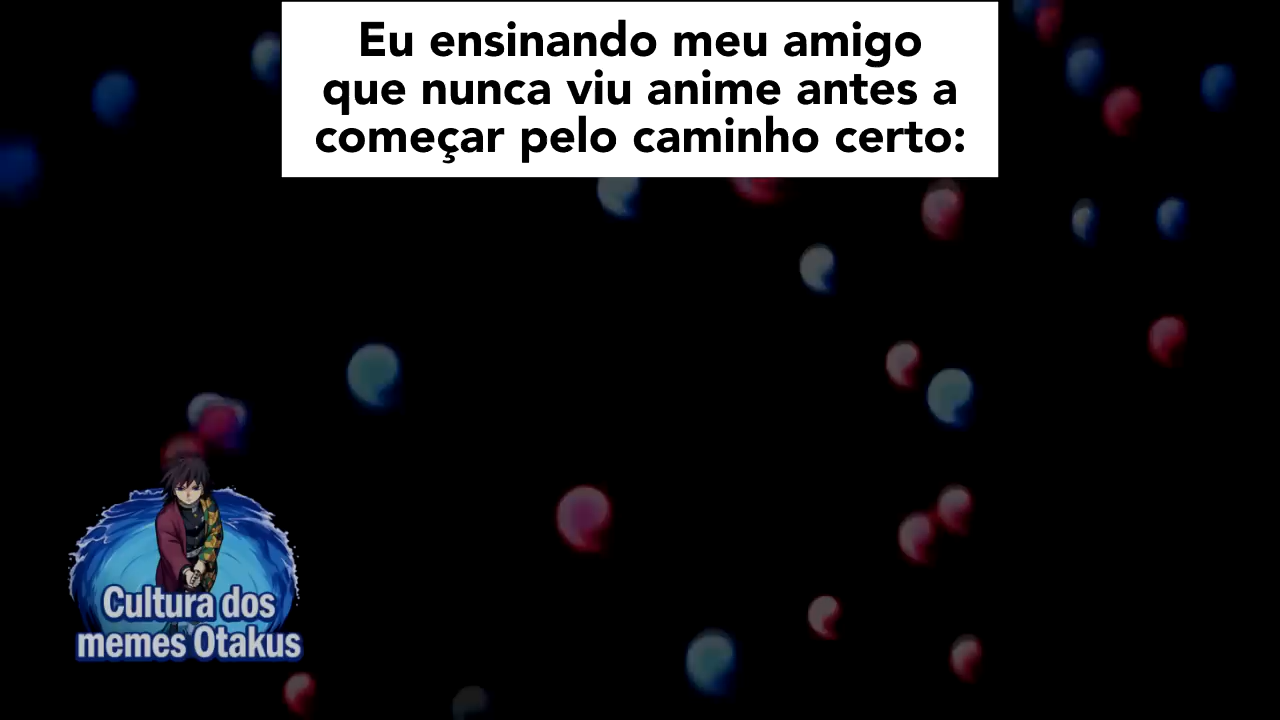 Eu ensinando meu amigo
que nunca viu anime antes a
começar pelo caminho certo:
Cultura dos
memes Otakus